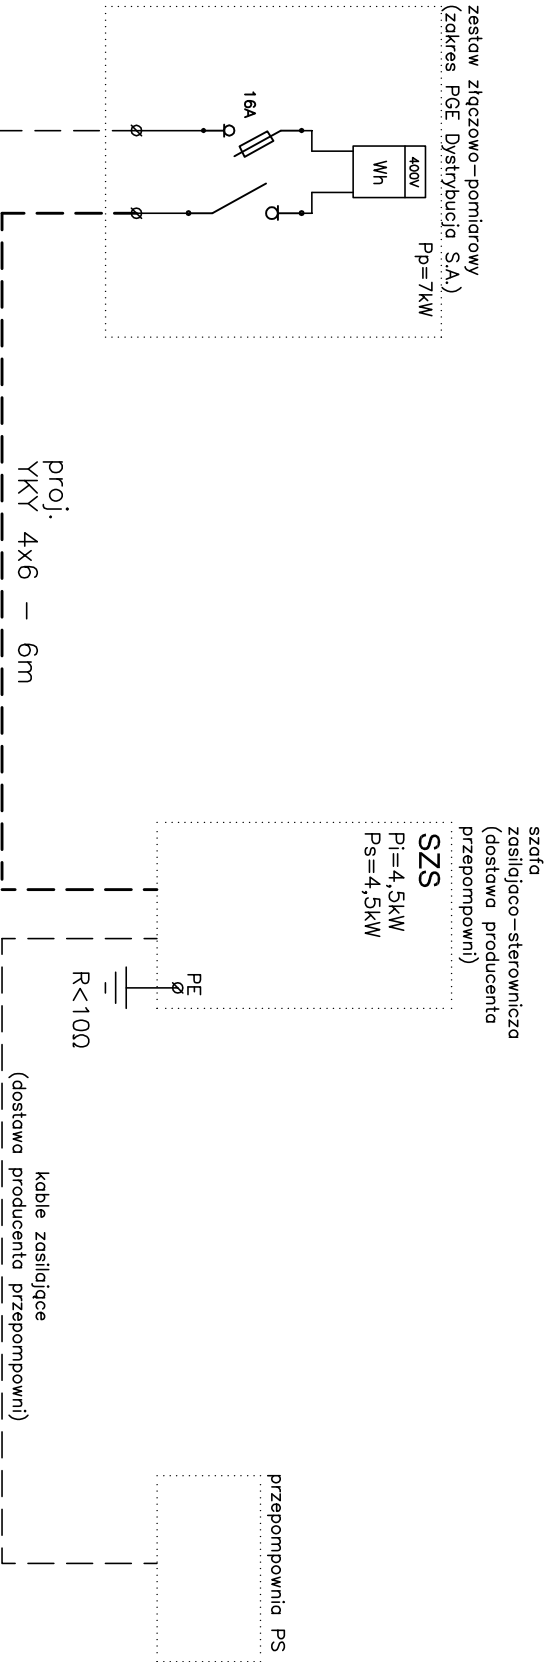 zestaw złączowo-pomiarowy
(zakres PGE Dystrybucja S.A.)
Pp=7kW
400V
Wh
16A
proj.
YKY 4x6 - 6m
szafa
zasilajaco-sterownicza
(dostawa producenta
przepompowni)
SZS
Pi=4,5kW
Ps=4,5kW
PE
R<10Ω
kable zasilające
(dostawa producenta przepompowni)
przepompownia PS